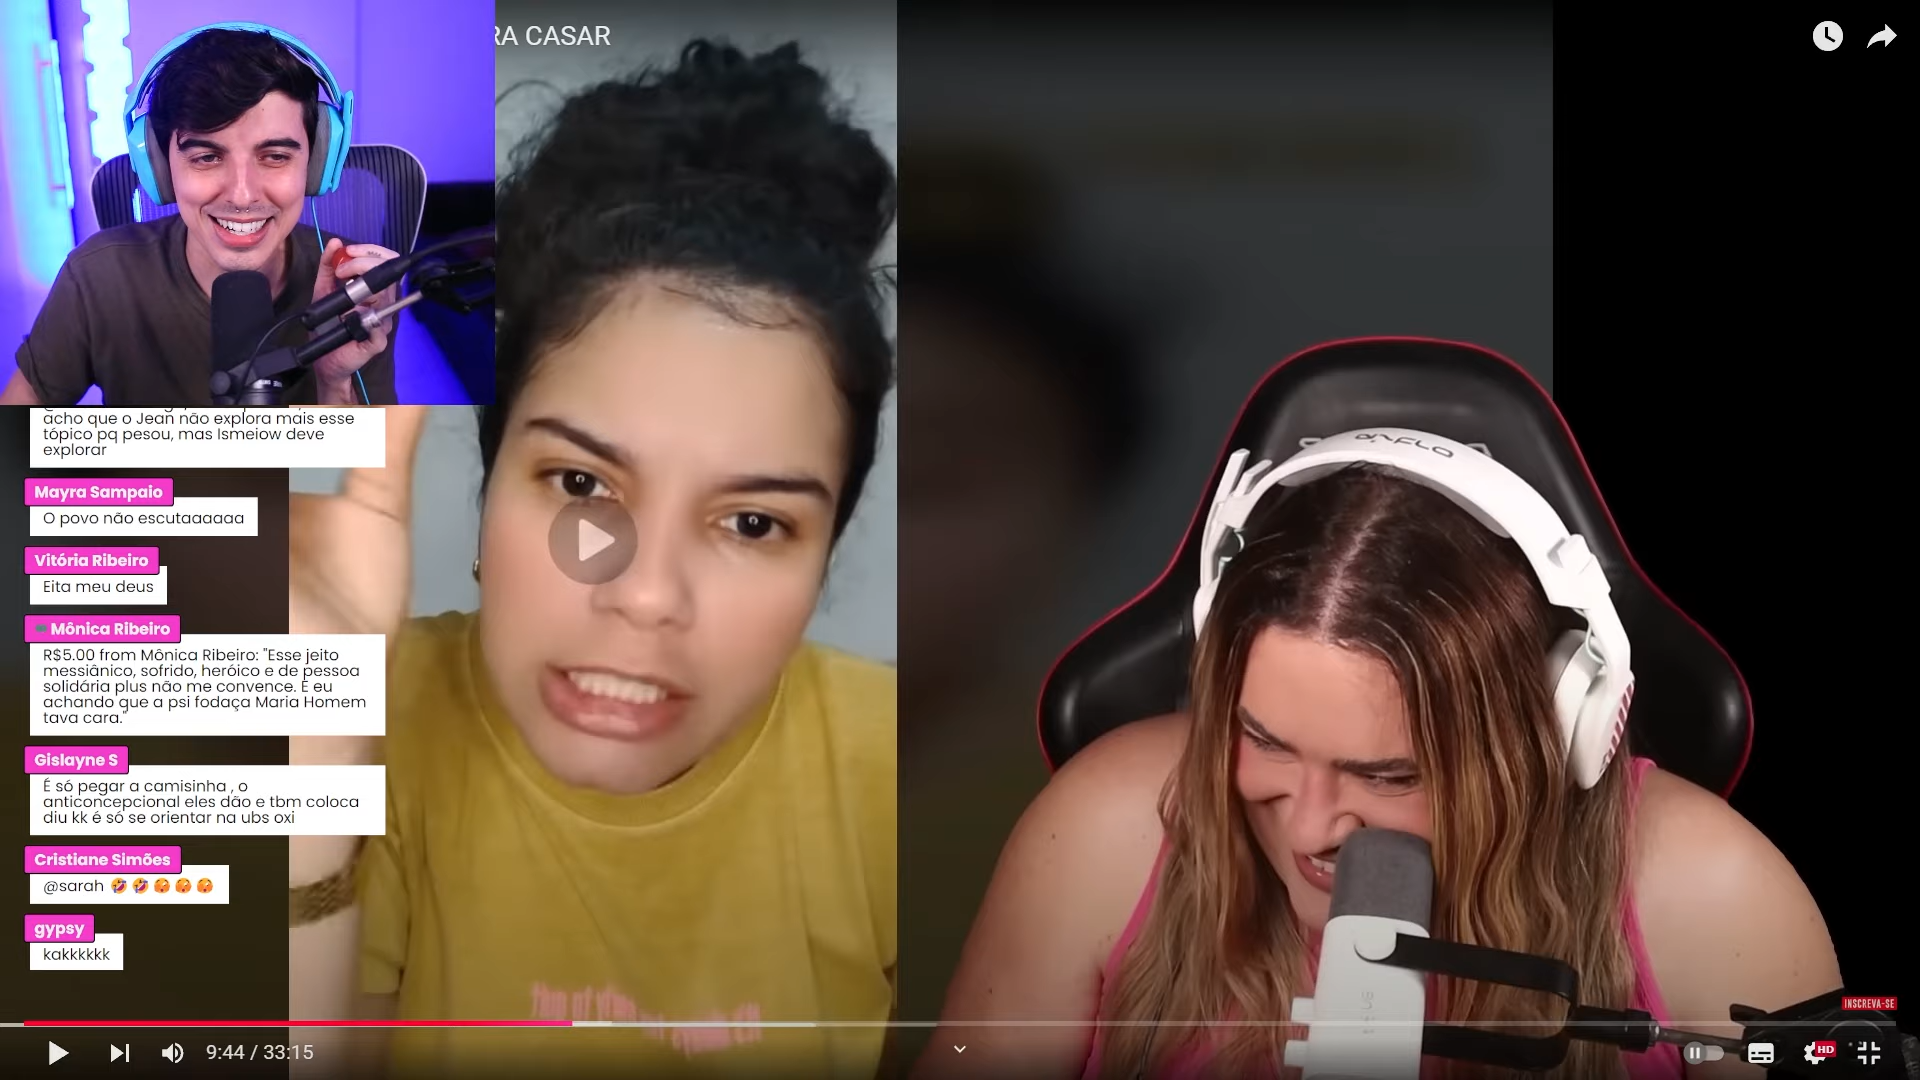 RA CASAR
acho que o Jean não explora mais esse
tópico pq pesou, mas Ismeiow deve
explorar
Mayra Sampaio
O povo não escutaaaaaa
Vitória Ribeiro
Eita meu deus
Mônica Ribeiro
R$5.00 from Mônica Ribeiro: "Esse jeito
messiânico, sofrido, heróico e de pessoa
solidária plus não me convence. E eu
achando que a psi fodaça Maria Homem
tava cara."
Gislayne S
É só pegar a camisinha , o
anticoncepcional eles dão e tbm coloca
diu kk é só se orientar na ubs oxi
Cristiane Simões
@sarah 🤣🤣🫣🫣🫣
gypsy
kakkkkkk
INSCREVA-SE
9:44 / 33:15
HD